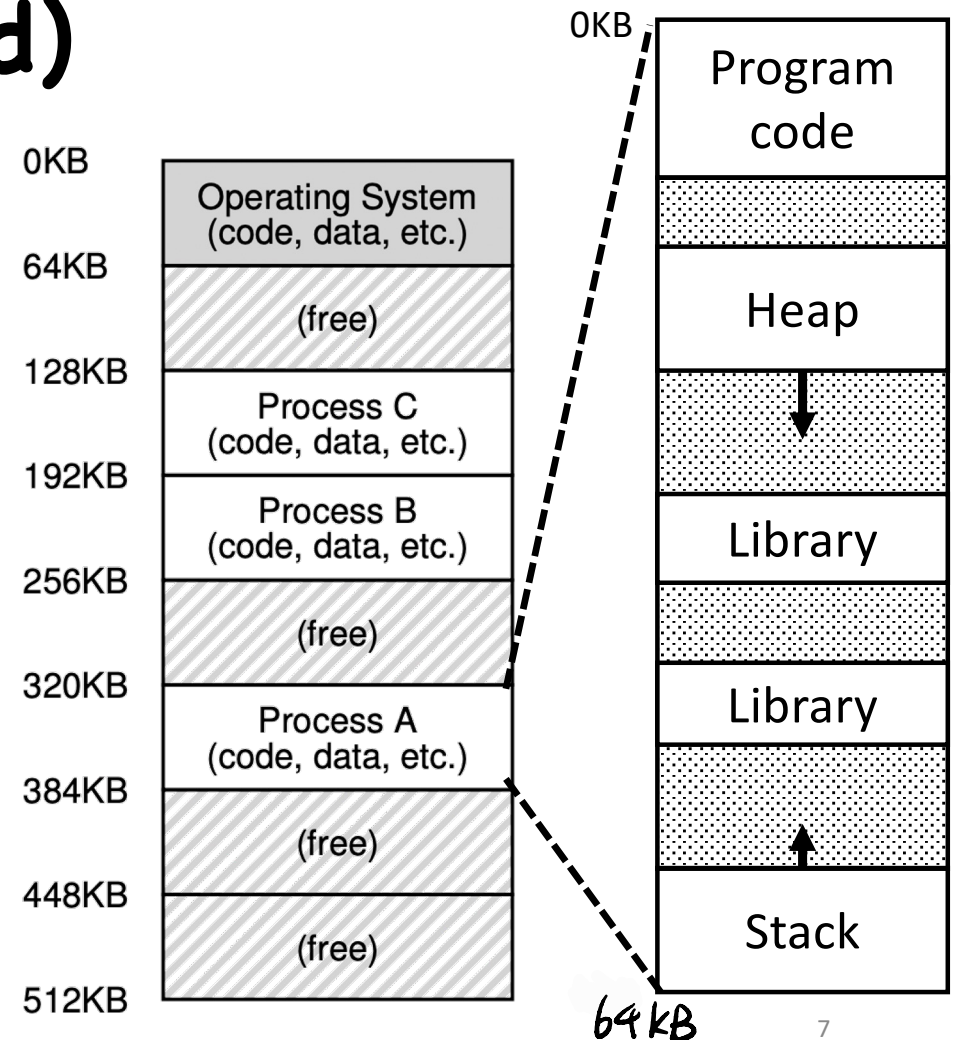 d)
0KB
Operating System
(code, data, etc.)
64KB
(free)
128KB
Process C
(code, data, etc.)
192KB
Process B
(code, data, etc.)
256KB
(free)
320KB
Process A
(code, data, etc.)
384KB
(free)
448KB
(free)
512KB
0KB
Program
code
Heap
Library
Library
Stack
64kB
7